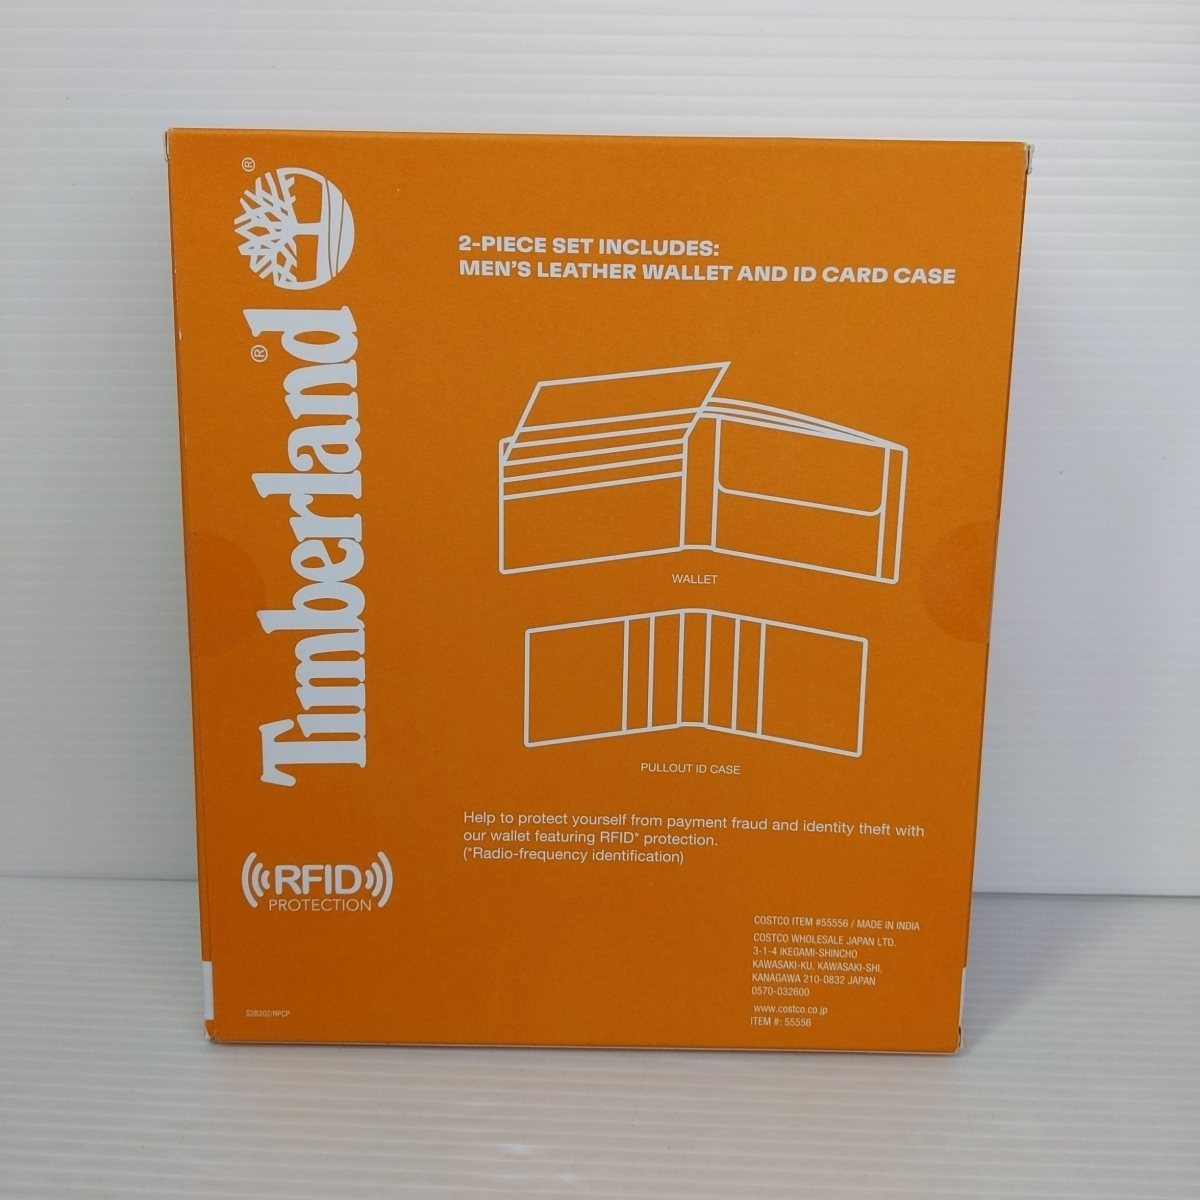 Timberland®
®
2-PIECE SET INCLUDES:
MEN'S LEATHER WALLET AND ID CARD CASE
WALLET
PULLOUT ID CASE
Help to protect yourself from payment fraud and identity theft with
our wallet featuring RFID* protection.
(*Radio-frequency identification)
RFID
PROTECTION
COSTCO ITEM #55556 / MADE IN INDIA
COSTCO WHOLESALE JAPAN LTD.
3-1-4 IKEGAMI-SHINCHO
KAWASAKI-KU, KAWASAKI-SHI,
KANAGAWA 210-0832 JAPAN
0570-032600
www.costco.co.jp
ITEM #: 55556
S28202/RPCP